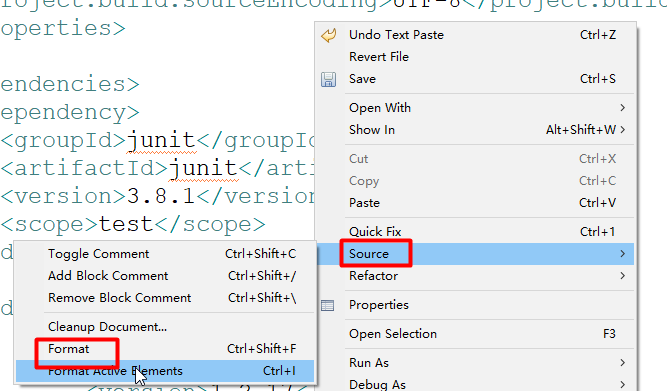 roject.build.sourceEncoding>UTF-8</project.build
operties>
endencies>
ependency>
<groupId>junit</groupId
<artifactId>junit</arti
<version>3.8.1</version
<scope>test</scope>
Undo Text Paste Ctrl+Z
Revert File
Save Ctrl+S
Open With
Show In Alt+Shift+W
Cut Ctrl+X
Copy Ctrl+C
Paste Ctrl+V
Quick Fix Ctrl+1
Source
Refactor
Properties
Open Selection F3
Run As
Debug As
Toggle Comment Ctrl+Shift+C
Add Block Comment Ctrl+Shift+/
Remove Block Comment Ctrl+Shift+\
Cleanup Document...
Format Ctrl+Shift+F
Format Active Elements Ctrl+I